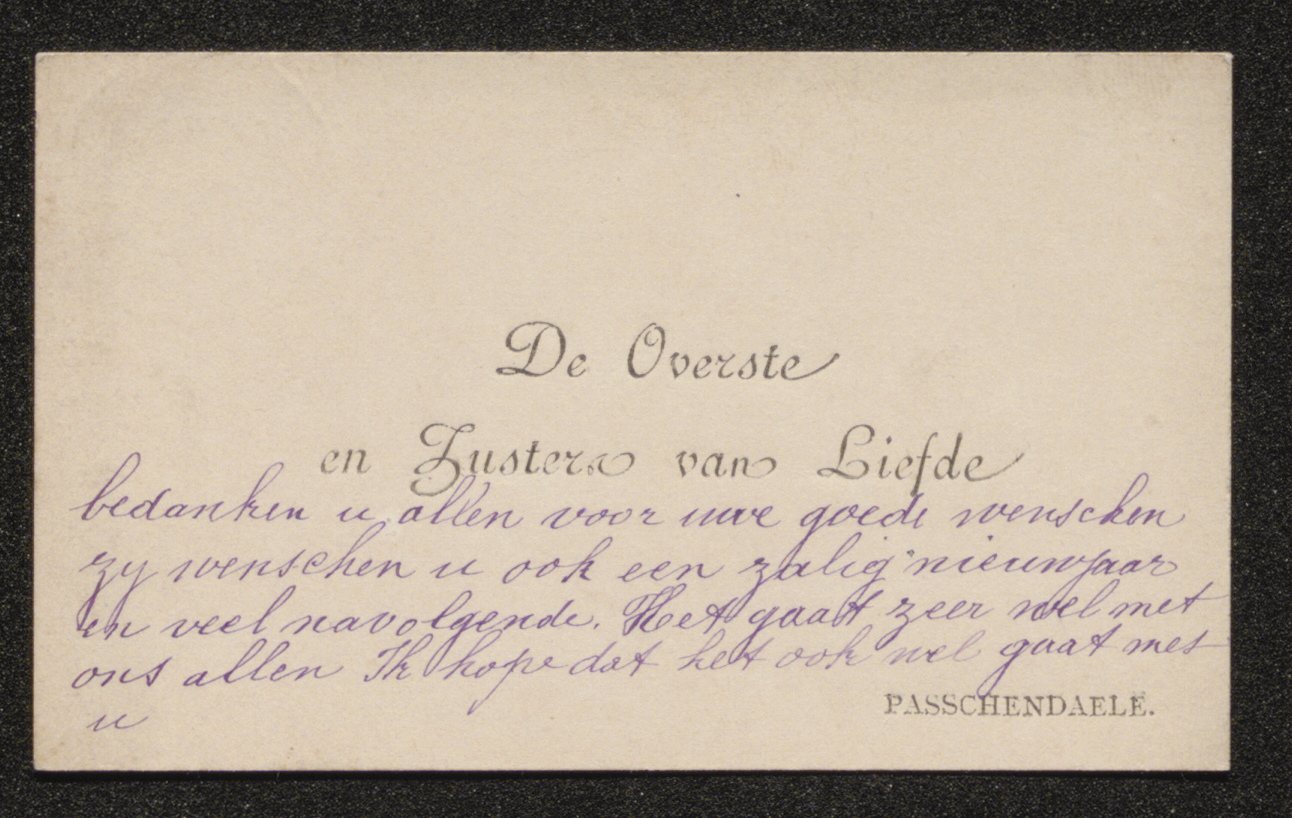 De Overste
en Zusters van Liefde
bedanken u allen voor uwe goede wenschen
zy wenschen u ook een zalig nieuwjaar
en veel navolgende. Het gaat zeer wel met
ons allen Ik hope dat het ook wel gaat met
u
PASSCHENDAELE.